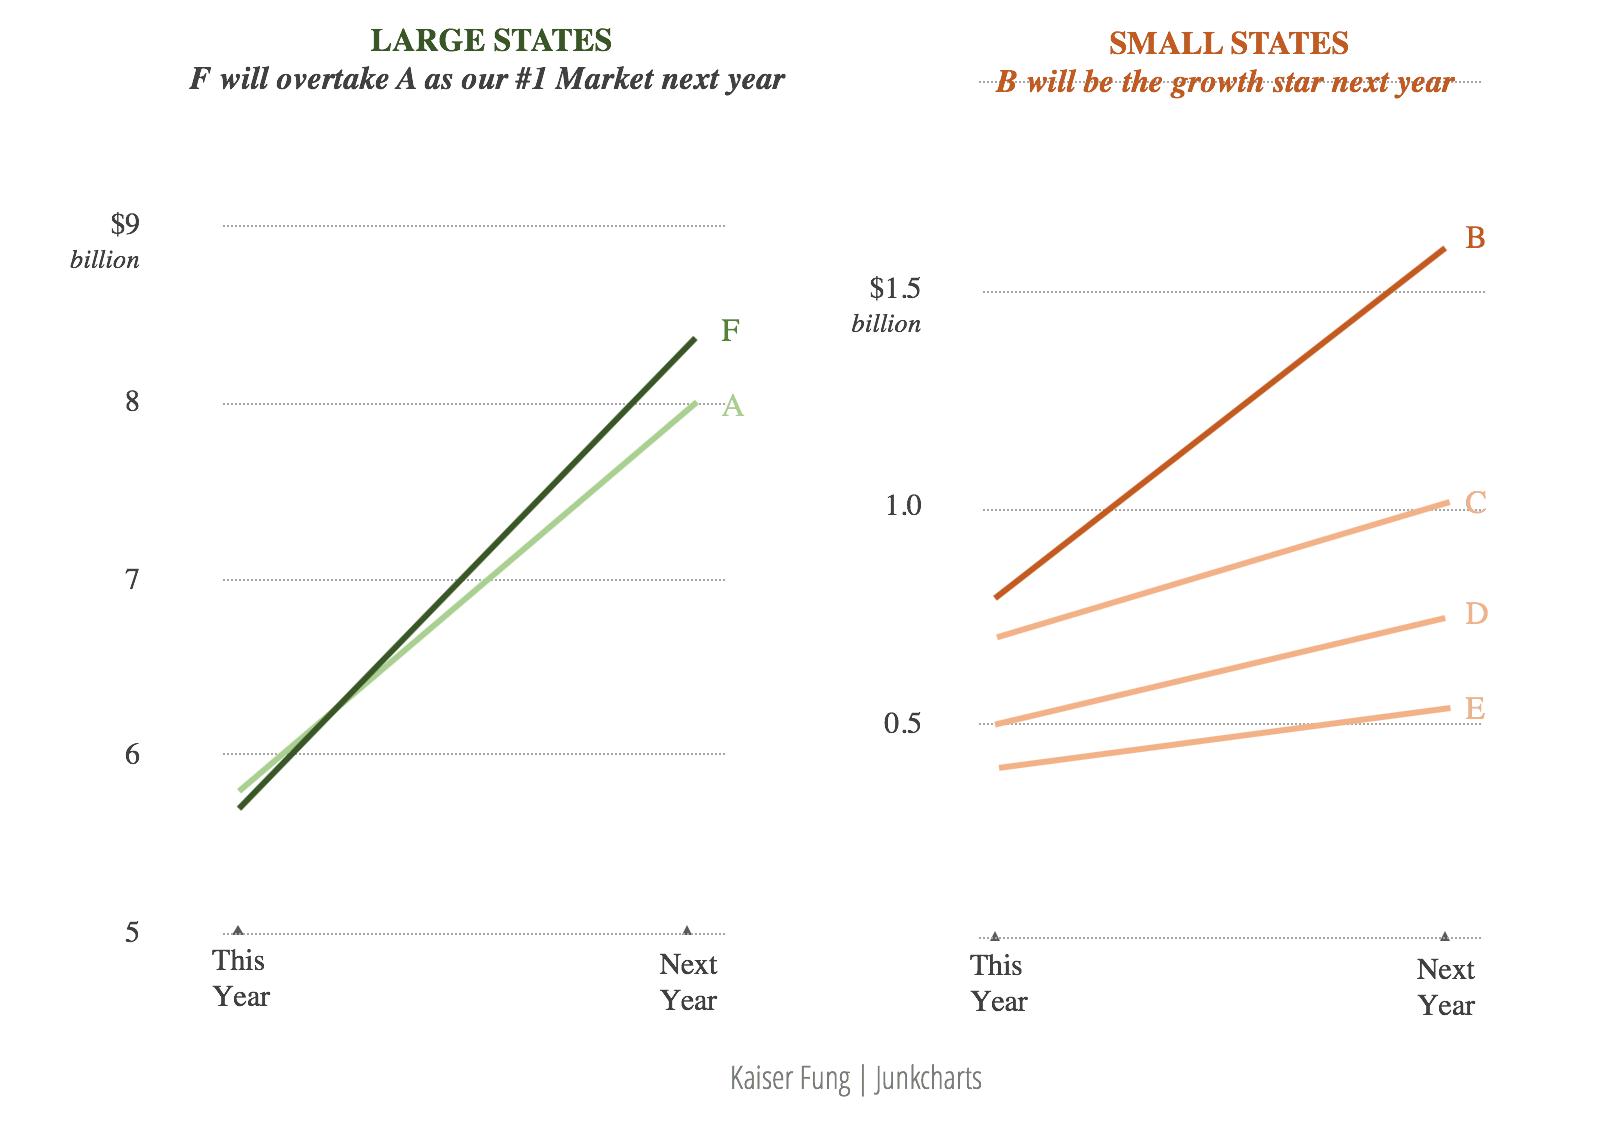 LARGE STATES
F will overtake A as our #1 Market next year
$9
billion
8
7
6
5
F
A
This
Year
Next
Year
SMALL STATES
B will be the growth star next year
$1.5
billion
1.0
0.5
B
C
D
E
This
Year
Next
Year
Kaiser Fung | Junkcharts